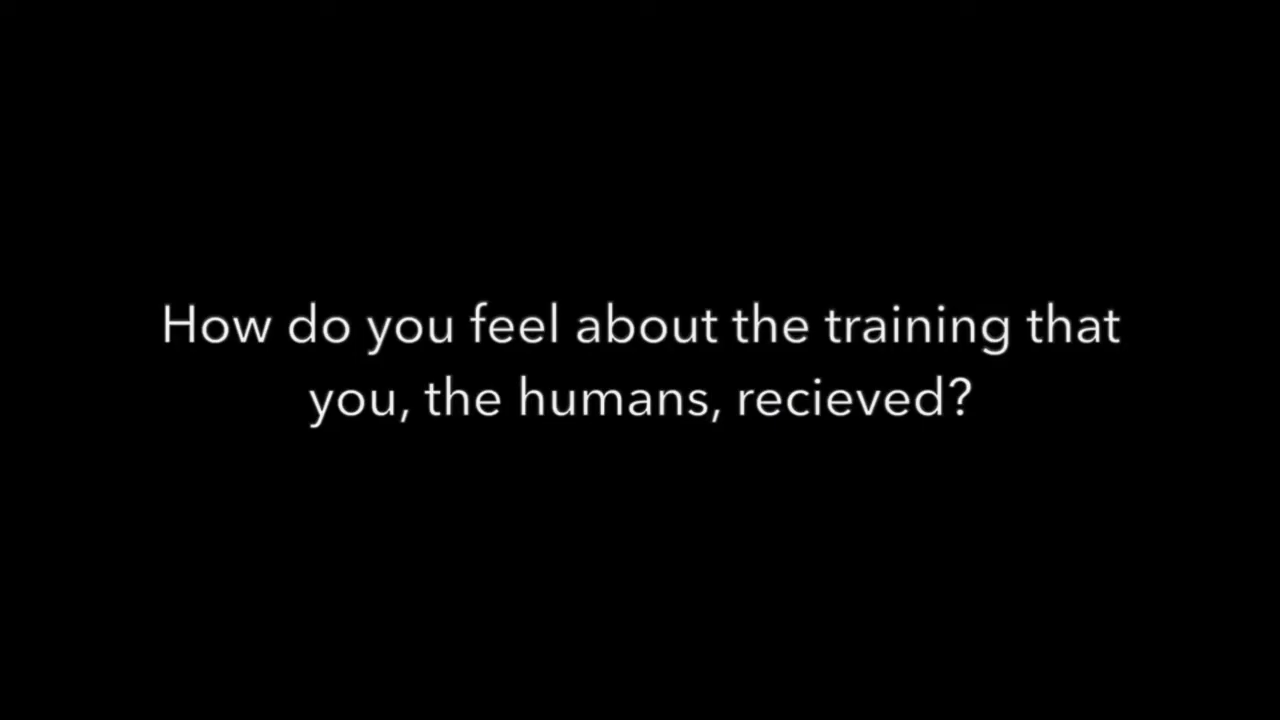 How do you feel about the training that
you, the humans, recieved?